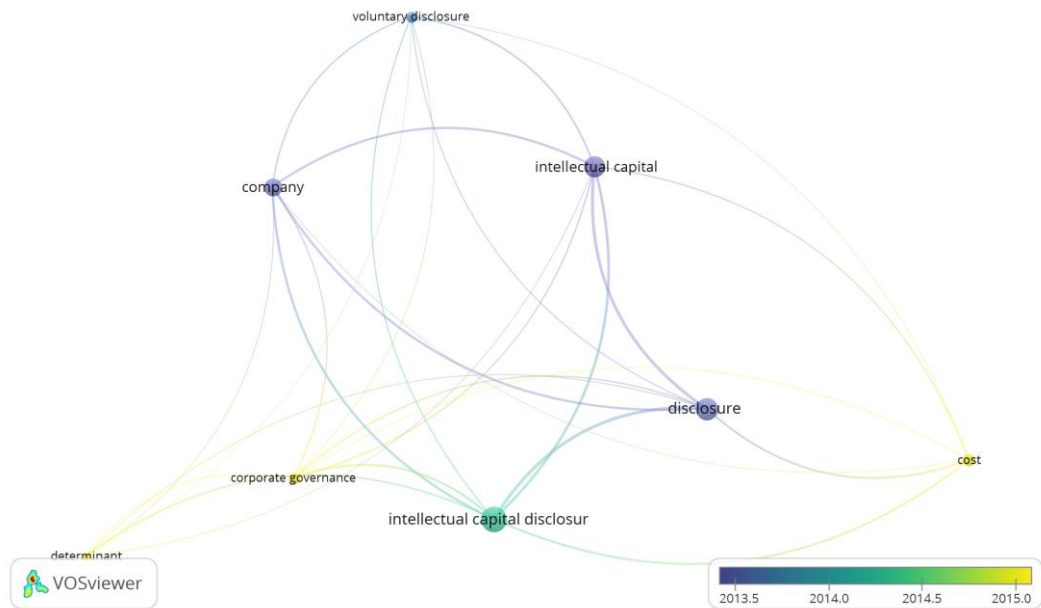 voluntary disclosure
intellectual capital
company
disclosure
cost
corporate governance
intellectual capital disclosur
determinant
VOSviewer
2013.5 2014.0 2014.5 2015.0